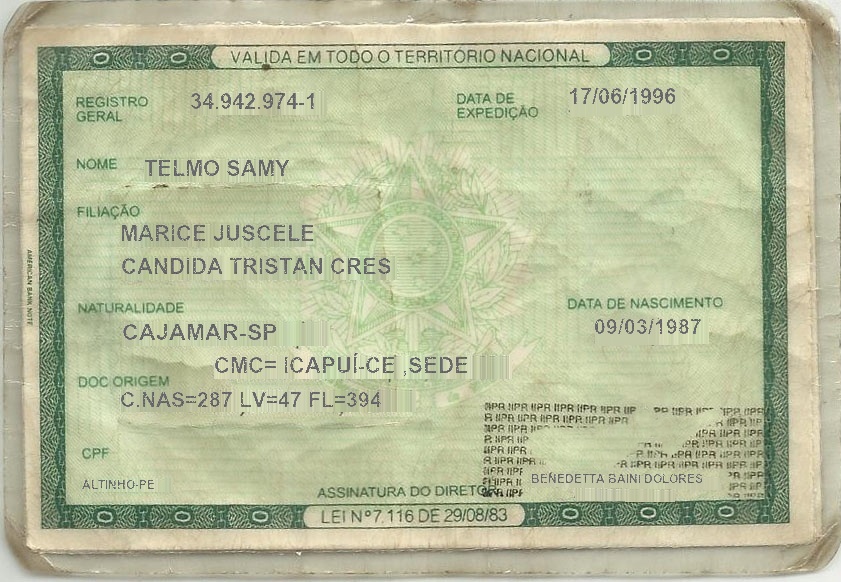 VALIDA EM TODO O TERRITÓRIO NACIONAL
REGISTRO GERAL 34.942.974-1 DATA DE EXPEDIÇÃO 17/06/1996
NOME TELMO SAMY
FILIAÇÃO
MARICE JUSCELE
CANDIDA TRISTAN CRES
NATURALIDADE DATA DE NASCIMENTO
CAJAMAR-SP 09/03/1987
CMC= ICAPUÍ-CE ,SEDE
DOC ORIGEM
C.NAS=287 LV=47 FL=394
CPF
ALTINHO-PE BENEDETTA BAINI DOLORES
ASSINATURA DO DIRETOR
LEI Nº 7.116 DE 29/08/83
AMERICAN BANK NOTE